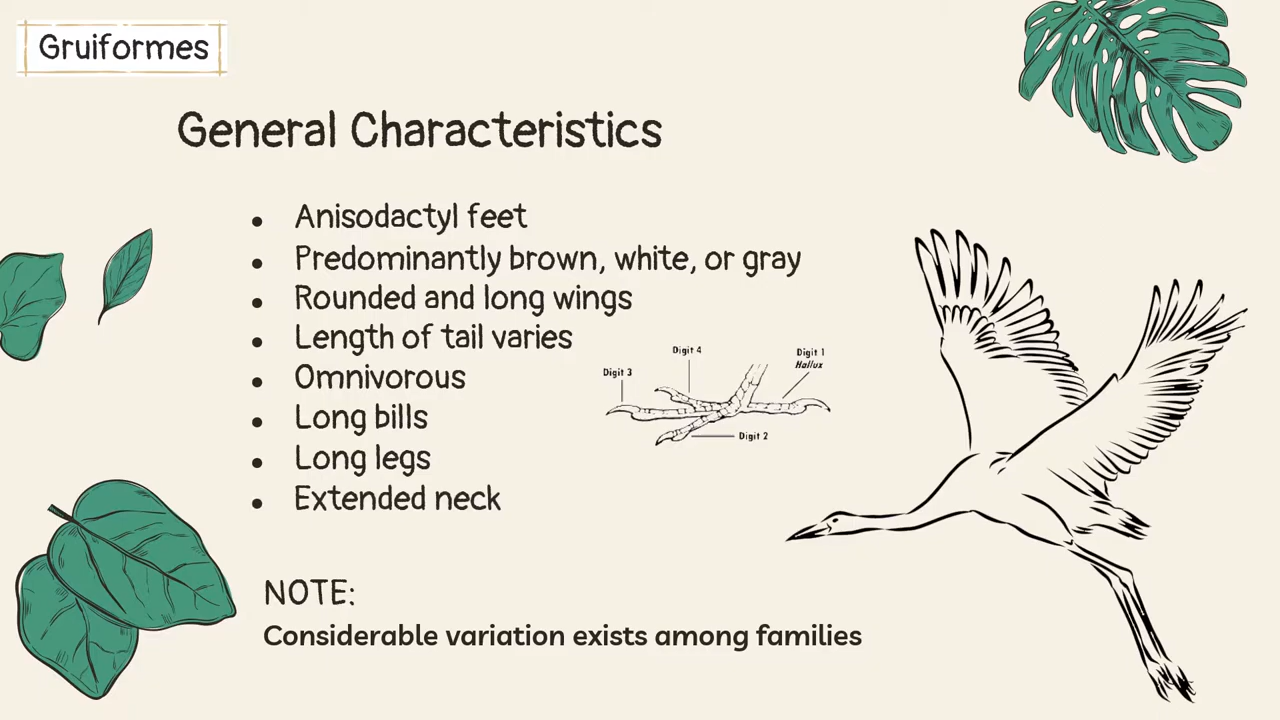 Gruiformes
General Characteristics
Anisodactyl feet
Predominantly brown, white, or gray
Rounded and long wings
Length of tail varies
Omnivorous
Long bills
Long legs
Extended neck
Digit 4
Digit 1
Hallux
Digit 3
Digit 2
NOTE:
Considerable variation exists among families